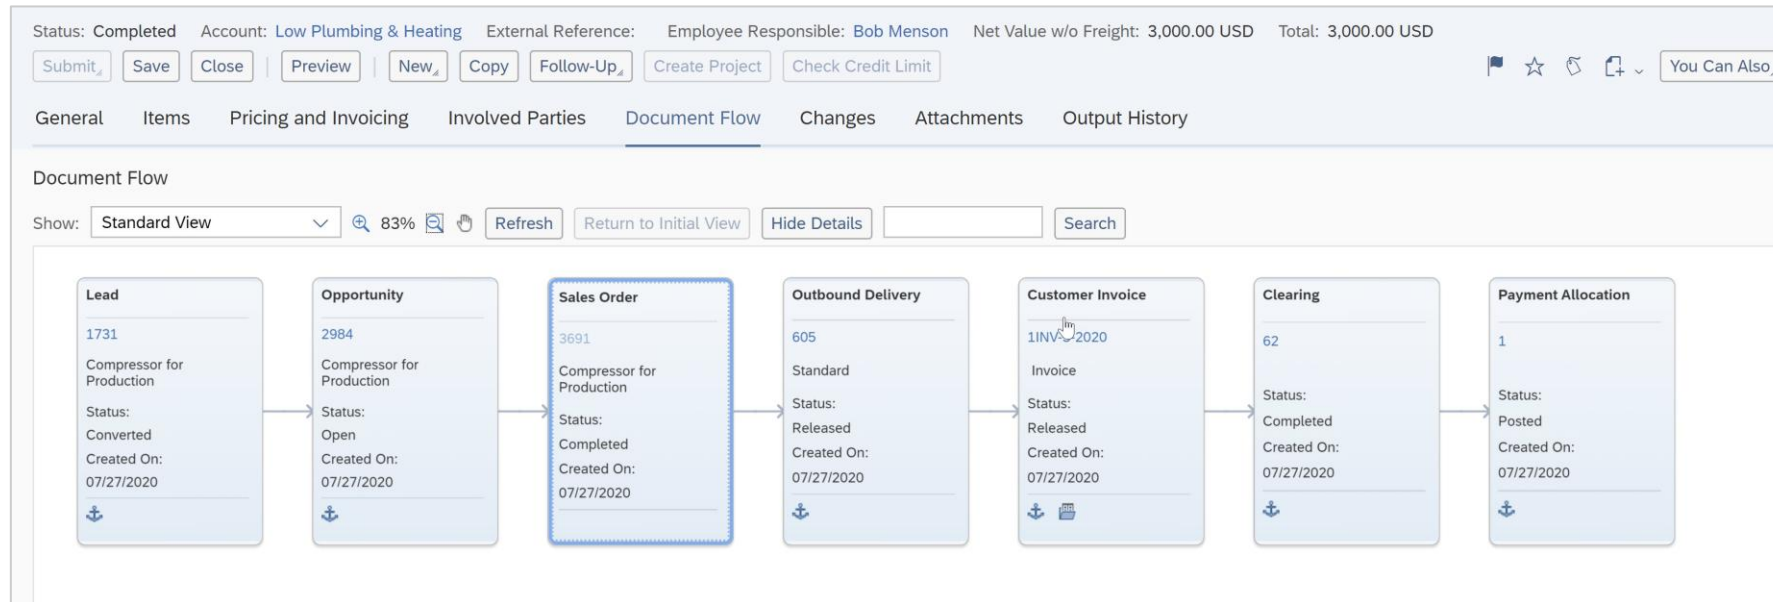 Status: Completed Account: Low Plumbing & Heating External Reference: Employee Responsible: Bob Menson Net Value w/o Freight: 3,000.00 USD Total: 3,000.00 USD
Submit Save Close Preview New Copy Follow-Up Create Project Check Credit Limit You Can Also
General Items Pricing and Invoicing Involved Parties Document Flow Changes Attachments Output History
Document Flow
Show: Standard View 83% Refresh Return to Initial View Hide Details Search
Lead
1731
Compressor for
Production
Status:
Converted
Created On:
07/27/2020
Opportunity
2984
Compressor for
Production
Status:
Open
Created On:
07/27/2020
Sales Order
3691
Compressor for
Production
Status:
Completed
Created On:
07/27/2020
Outbound Delivery
605
Standard
Status:
Released
Created On:
07/27/2020
Customer Invoice
Invoice
Status:
Released
Created On:
07/27/2020
Clearing
62
Status:
Completed
Created On:
07/27/2020
Payment Allocation
1
Status:
Posted
Created On:
07/27/2020